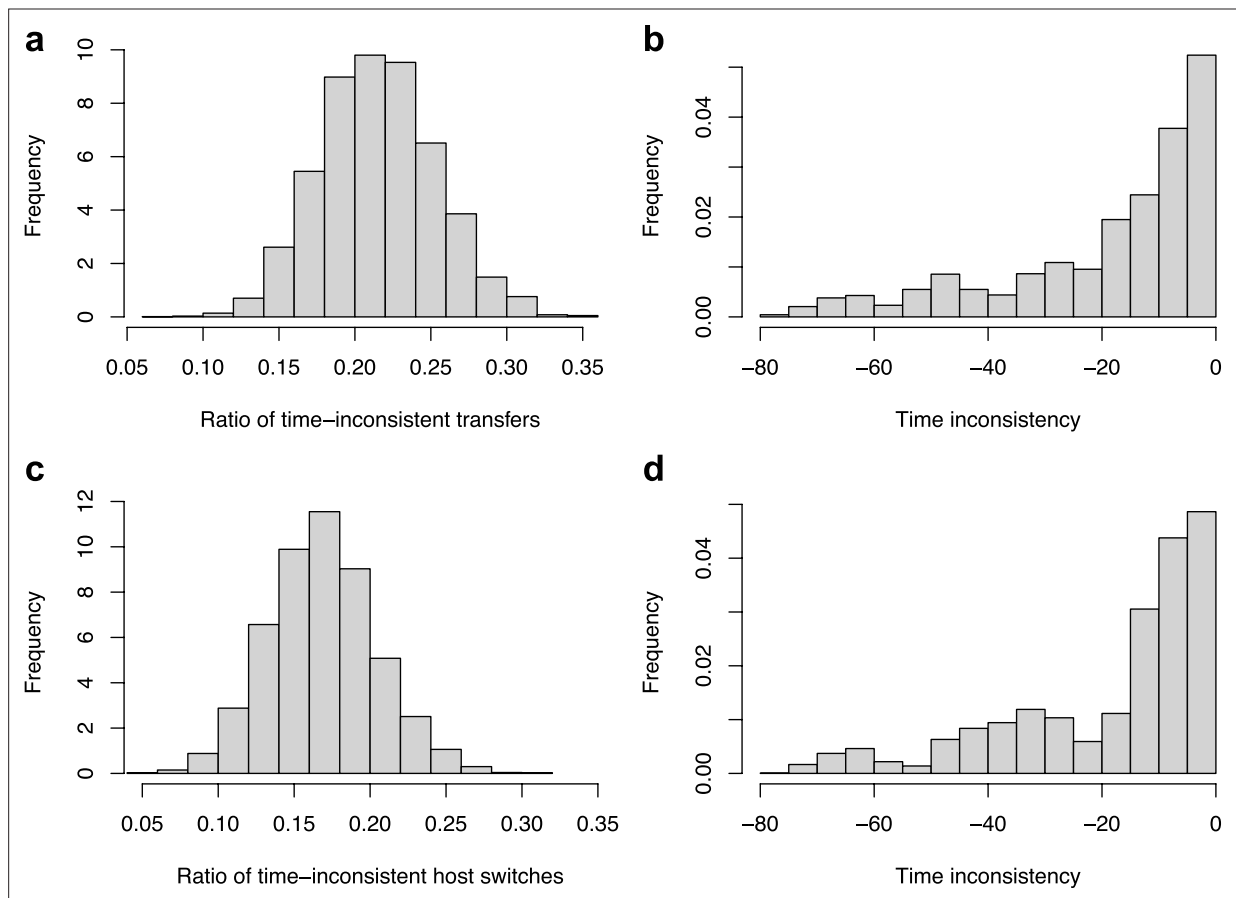 a
Frequency
10
8
6
4
2
0
0.05 0.10 0.15 0.20 0.25 0.30 0.35
Ratio of time−inconsistent transfers
b
Frequency
0.04
0.02
0.00
−80 −60 −40 −20 0
Time inconsistency
c
Frequency
12
10
8
6
4
2
0
0.05 0.10 0.15 0.20 0.25 0.30 0.35
Ratio of time−inconsistent host switches
d
Frequency
0.04
0.02
0.00
−80 −60 −40 −20 0
Time inconsistency